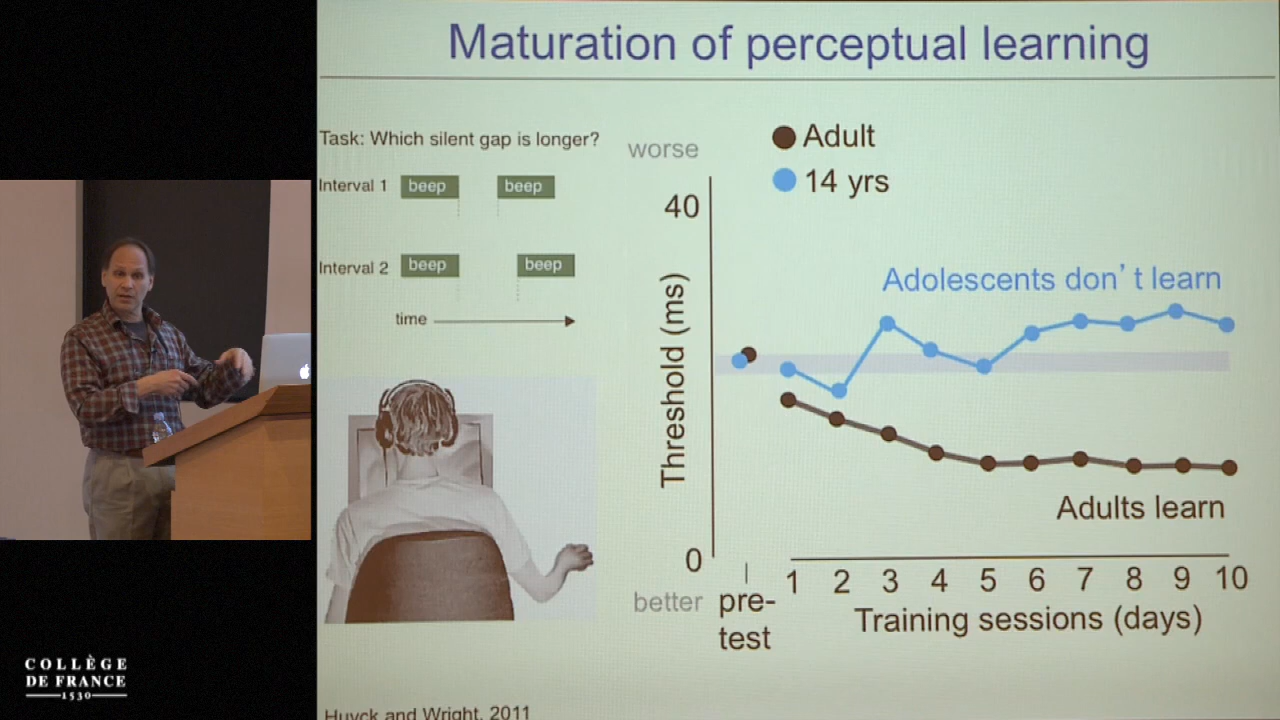 Maturation of perceptual learning
Task: Which silent gap is longer?
Interval 1
beep
beep
Interval 2
beep
beep
time
worse
Adult
14 yrs
40
Threshold (ms)
0
better
Adolescents don't learn
Adults learn
pre-
test
1 2 3 4 5 6 7 8 9 10
Training sessions (days)
Huyck and Wright, 2011
COLLÈGE
DE FRANCE
1530